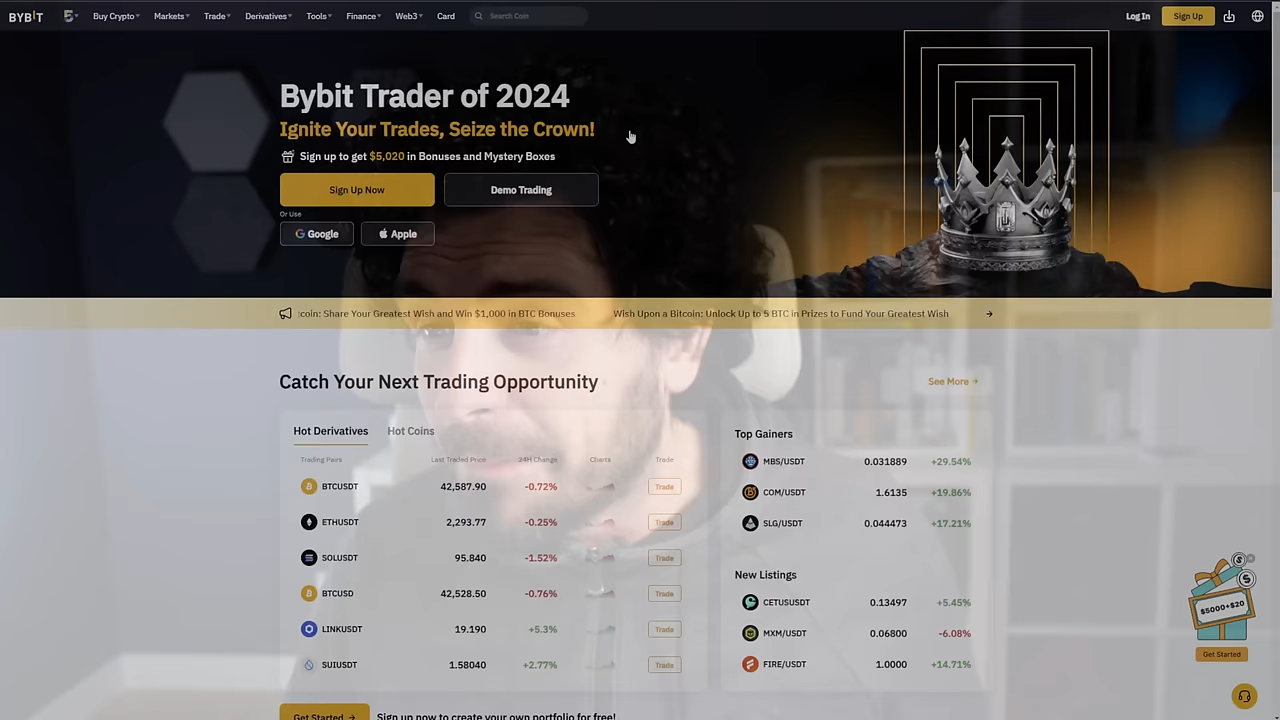 BYBIT
Buy Crypto Markets Trade Derivatives Tools Finance Web3 Card Search Coin Log In Sign Up
Bybit Trader of 2024
Ignite Your Trades, Seize the Crown!
Sign up to get $5,020 in Bonuses and Mystery Boxes
Sign Up Now Demo Trading
Or Use
Google Apple
:coin: Share Your Greatest Wish and Win $1,000 in BTC Bonuses Wish Upon a Bitcoin: Unlock Up to 5 BTC in Prizes to Fund Your Greatest Wish
Catch Your Next Trading Opportunity See More
Hot Derivatives Hot Coins
Trading Pairs Last Traded Price 24H Change Charts Trade
BTCUSDT 42,587.90 -0.72% Trade
ETHUSDT 2,293.77 -0.25% Trade
SOLUSDT 95.840 -1.52% Trade
BTCUSD 42,528.50 -0.76% Trade
LINKUSDT 19.190 +5.3% Trade
SUIUSDT 1.58040 +2.77% Trade
Top Gainers
MBS/USDT 0.031889 +29.54%
COM/USDT 1.6135 +19.86%
SLG/USDT 0.044473 +17.21%
New Listings
CETUSUSDT 0.13497 +5.45%
MXM/USDT 0.06800 -6.08%
FIRE/USDT 1.0000 +14.71%
$5000+$20
Get Started
Get Started Sign up now to create your own portfolio for free!